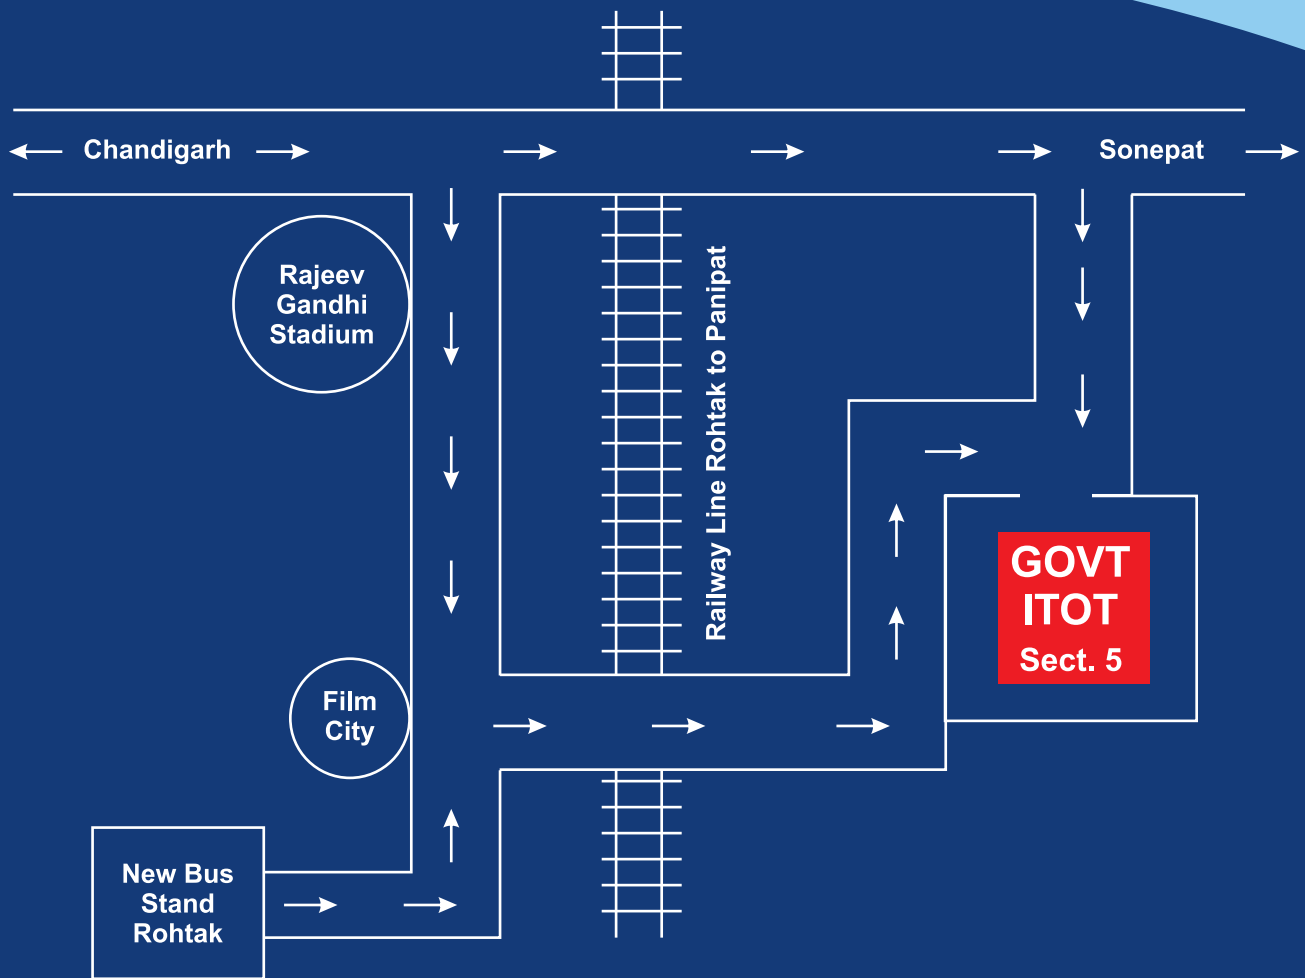 Chandigarh
Sonepat
Rajeev
Gandhi
Stadium
Railway Line Rohtak to Panipat
GOVT
ITOT
Sect. 5
Film
City
New Bus
Stand
Rohtak